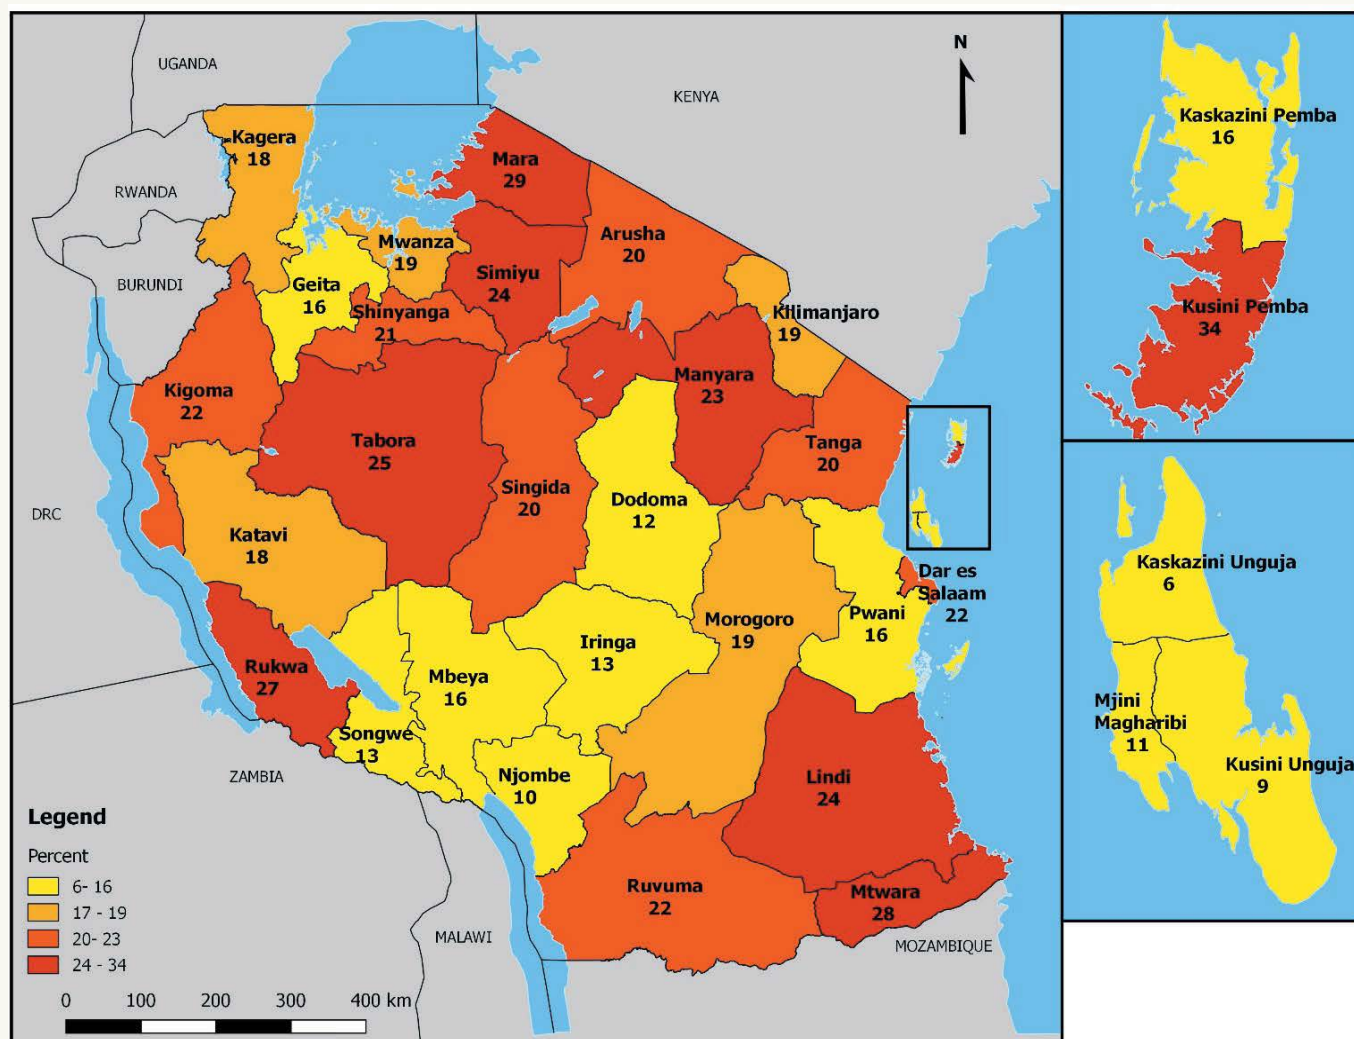 N
UGANDA
KENYA
RWANDA
BURUNDI
DRC
ZAMBIA
MALAWI
MOZAMBIQUE
Kagera
18
Mara
29
Mwanza
19
Arusha
20
Simiyu
24
Geita
16
Shinyanga
21
Kilimanjaro
19
Kigoma
22
Manyara
23
Tabora
25
Tanga
20
Singida
20
Dodoma
12
Katavi
18
Dar es
Salaam
22
Pwani
16
Morogoro
19
Iringa
13
Rukwa
27
Mbeya
16
Songwe
13
Njombe
10
Lindi
24
Ruvuma
22
Mtwara
28
Legend
Percent
6- 16
17 - 19
20- 23
24 - 34
0 100 200 300 400 km
Kaskazini Pemba
16
Kusini Pemba
34
Kaskazini Unguja
6
Mjini
Magharibi
11
Kusini Unguja
9